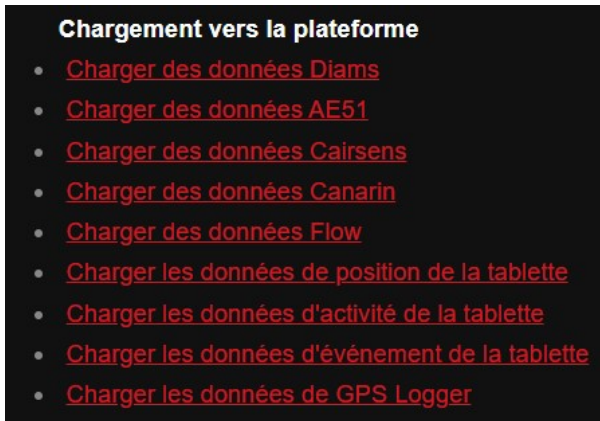 Chargement vers la plateforme
Charger des données Diams
Charger des données AE51
Charger des données Cairsens
Charger des données Canarin
Charger des données Flow
Charger les données de position de la tablette
Charger les données d'activité de la tablette
Charger les données d'événement de la tablette
Charger les données de GPS Logger